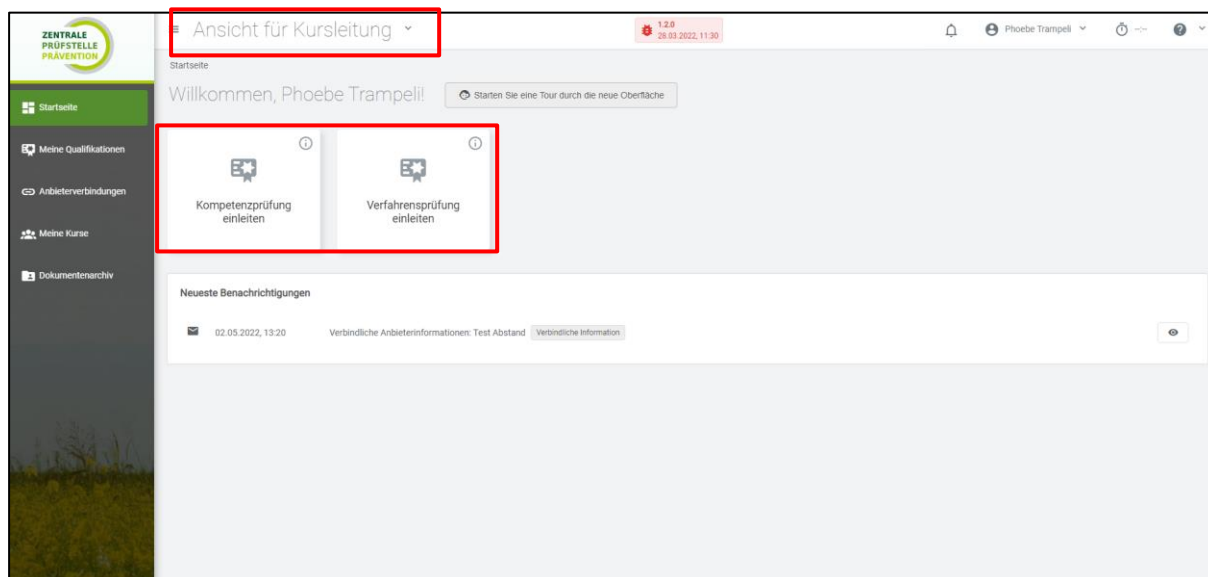 ZENTRALE
PRÜFSTELLE
PRÄVENTION
Ansicht für Kursleitung
1.2.0
26.03.2022, 11:30
Phoebe Trampeli
--:--
Startseite
Willkommen, Phoebe Trampeli!
Starten Sie eine Tour durch die neue Oberfläche
Startseite
Meine Qualifikationen
Anbieterverbindungen
Meine Kurse
Dokumentenarchiv
Kompetenzprüfung
einleiten
Verfahrensprüfung
einleiten
Neueste Benachrichtigungen
02.05.2022, 13:20 Verbindliche Anbieterinformationen: Test Abstand Verbindliche Information